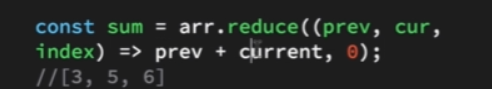 const sum = arr.reduce((prev, cur,
index) => prev + current, 0);
//[3, 5, 6]